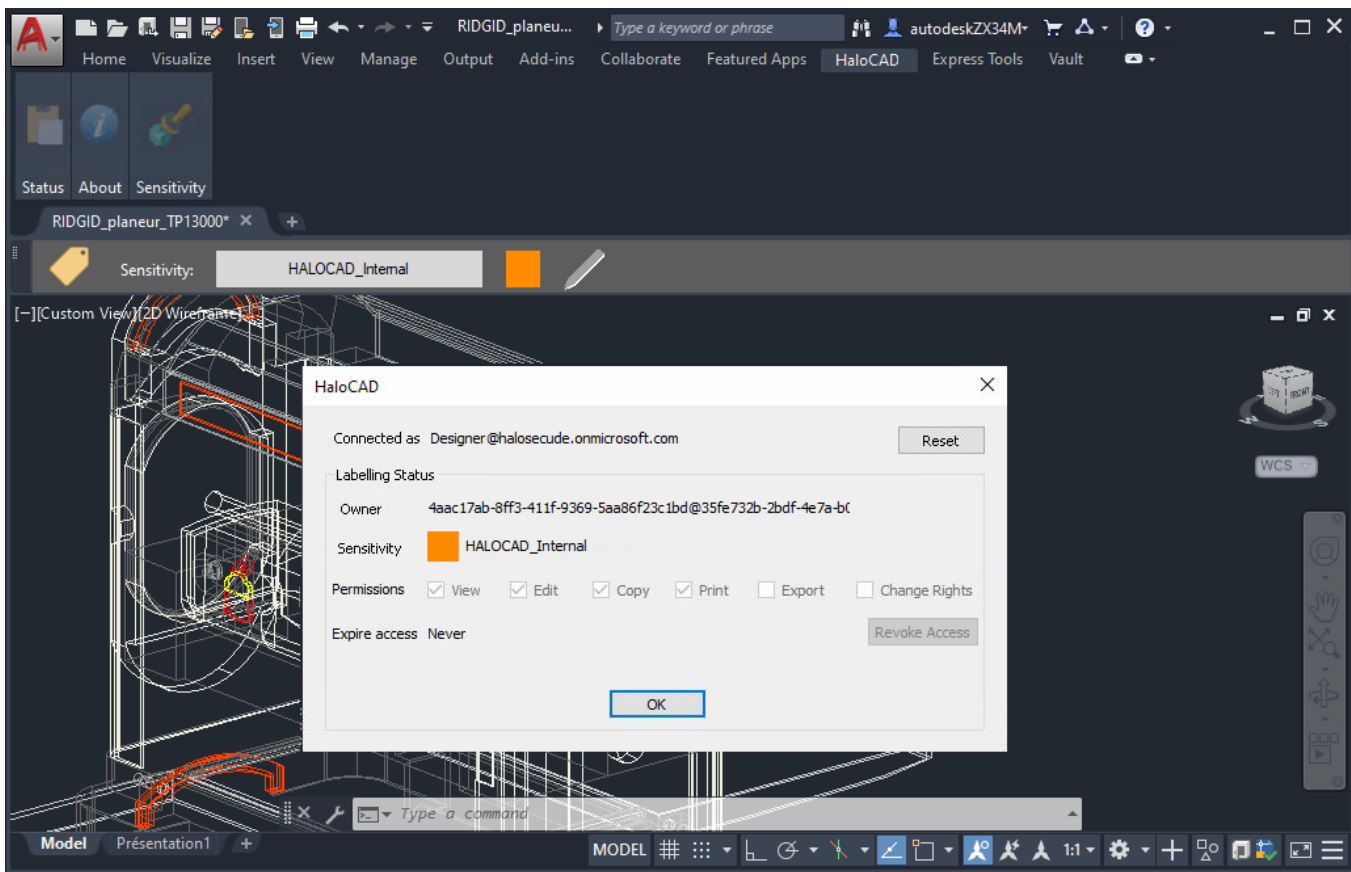 RIDGID_planeu...
Type a keyword or phrase
autodeskZX34M
Home Visualize Insert View Manage Output Add-ins Collaborate Featured Apps HaloCAD Express Tools Vault
Status About Sensitivity
RIDGID_planeur_TP13000*
Sensitivity: HALOCAD_Internal
[−][Custom View][2D Wireframe]
HaloCAD
Connected as Designer@halosecude.onmicrosoft.com Reset
Labelling Status
Owner 4aac17ab-8ff3-411f-9369-5aa86f23c1bd@35fe732b-2bdf-4e7a-b
Sensitivity HALOCAD_Internal
Permissions View Edit Copy Print Export Change Rights
Expire access Never Revoke Access
OK
FRONT
WCS
Type a command
Model Présentation1 +
MODEL 1:1